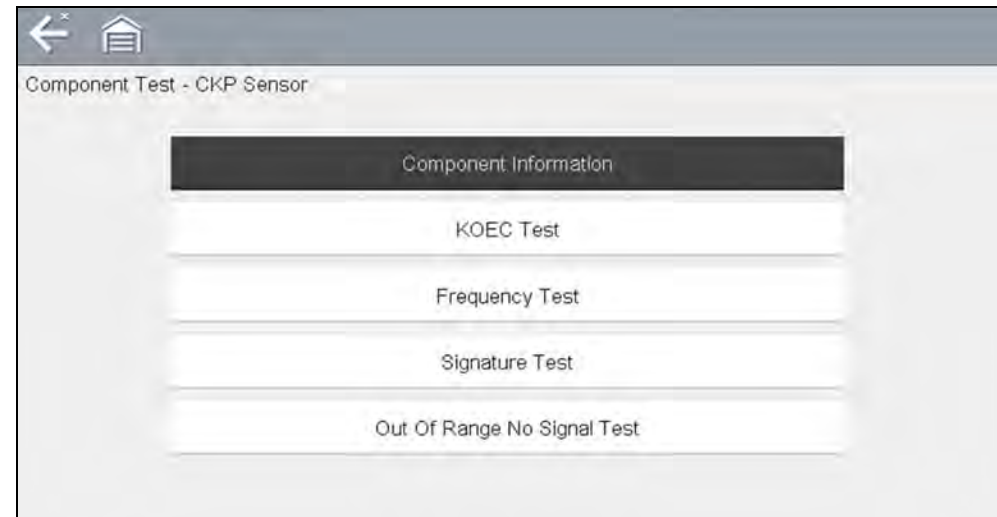 Component Test - CKP Sensor
Component Information
KOEC Test
Frequency Test
Signature Test
Out Of Range No Signal Test